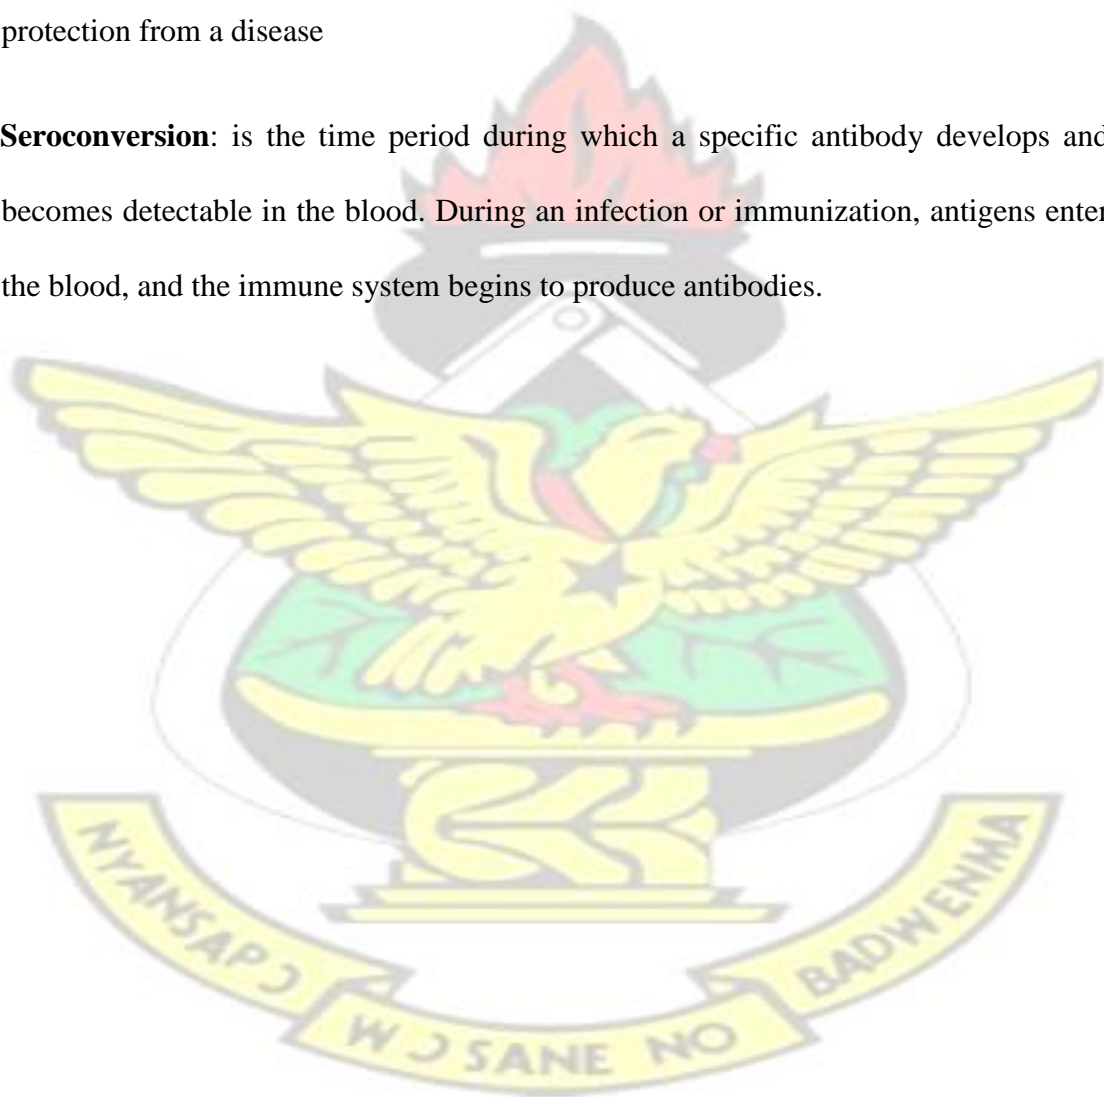 protection from a disease
Seroconversion: is the time period during which a specific antibody develops and
becomes detectable in the blood. During an infection or immunization, antigens enter
the blood, and the immune system begins to produce antibodies.
NYANSAPƆ
WƆ SANE NO
BADWENMA